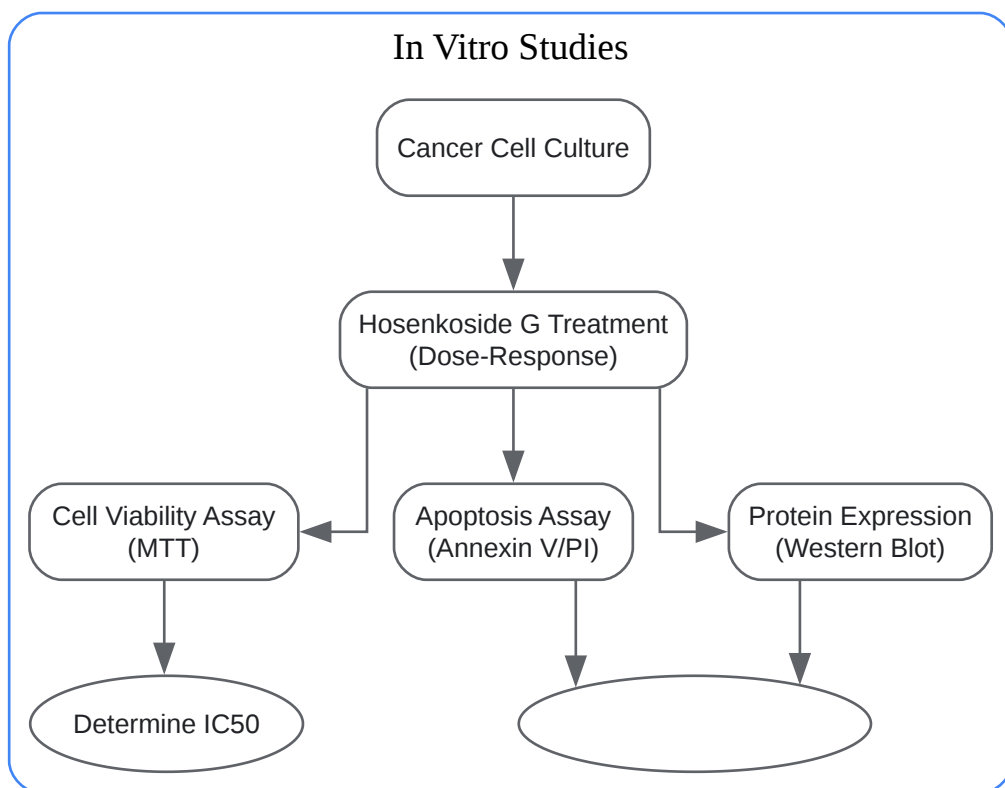 In Vitro Studies
Cancer Cell Culture
Hosenkoside G Treatment
(Dose-Response)
Cell Viability Assay
(MTT)
Apoptosis Assay
(Annexin V/PI)
Protein Expression
(Western Blot)
Determine IC50